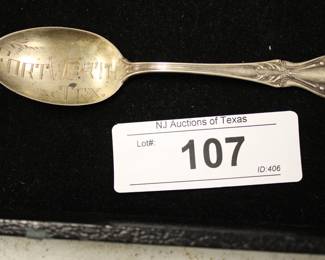 FORT WORTH
TEX
NJ Auctions of Texas
Lot#:
107
ID:406